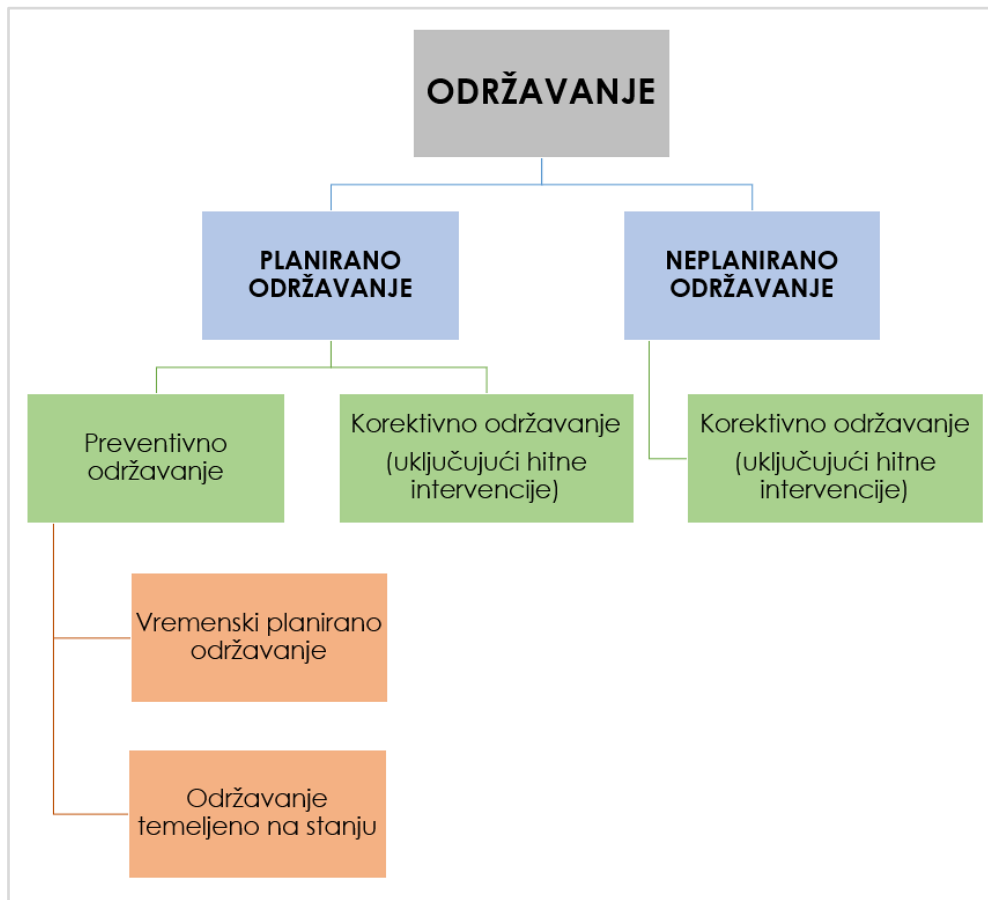 ODRŽAVANJE
PLANIRANO
ODRŽAVANJE
NEPLANIRANO
ODRŽAVANJE
Preventivno
održavanje
Korektivno održavanje
(uključujući hitne
intervencije)
Korektivno održavanje
(uključujući hitne
intervencije)
Vremenski planirano
održavanje
Održavanje
temeljeno na stanju